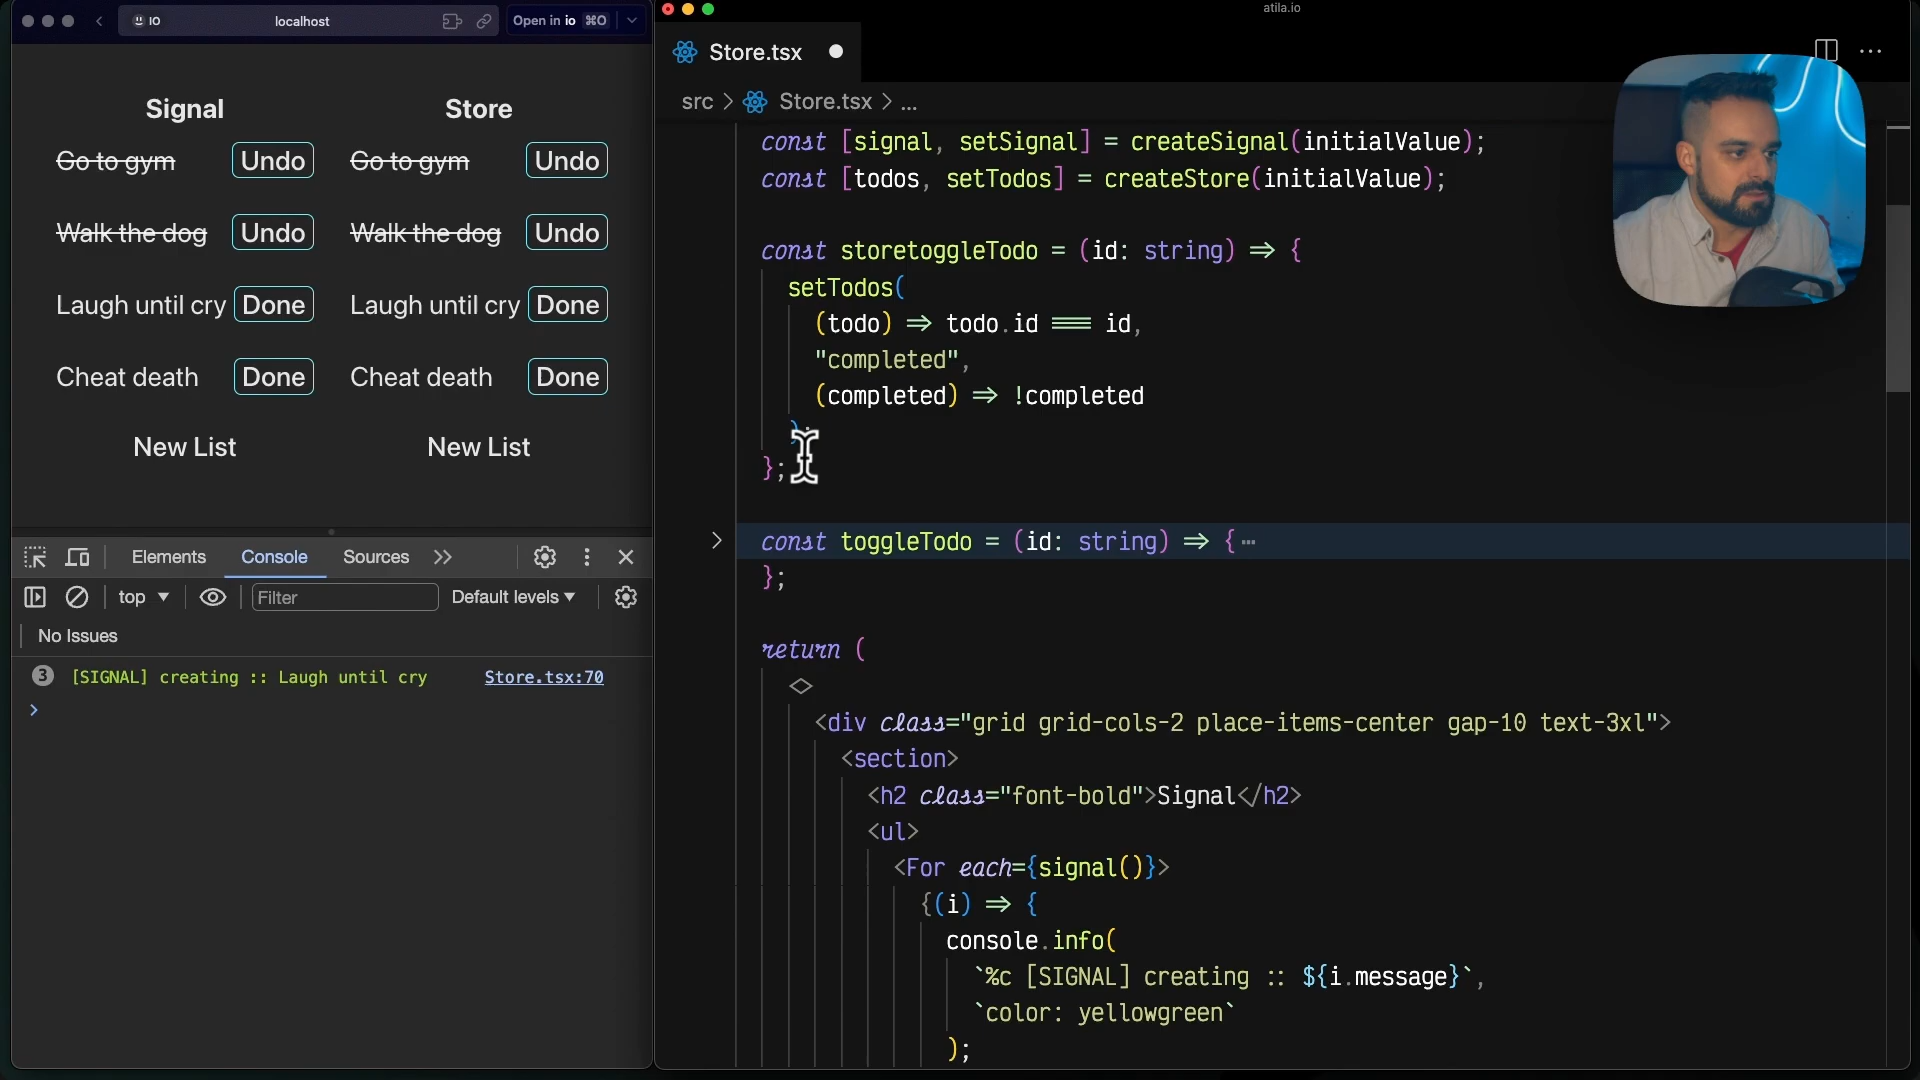 IO
localhost
Open in io ⌘O
atila.io
Store.tsx
src > Store.tsx > ...
Signal
Go to gym Undo
Walk the dog Undo
Laugh until cry Done
Cheat death Done
New List
Store
Go to gym Undo
Walk the dog Undo
Laugh until cry Done
Cheat death Done
New List
Elements Console Sources >>
top ▼ Filter Default levels ▼
No Issues
3 [SIGNAL] creating :: Laugh until cry Store.tsx:70
>
const [signal, setSignal] = createSignal(initialValue);
const [todos, setTodos] = createStore(initialValue);
const storetoggleTodo = (id: string) => {
setTodos(
(todo) => todo.id === id,
"completed",
(completed) => !completed
);
};
const toggleTodo = (id: string) => { ...
};
return (
<>
<div class="grid grid-cols-2 place-items-center gap-10 text-3xl">
<section>
<h2 class="font-bold">Signal</h2>
<ul>
<For each={signal()}>
{(i) => {
console.info(
`%c [SIGNAL] creating :: ${i.message}`,
`color: yellowgreen`
);